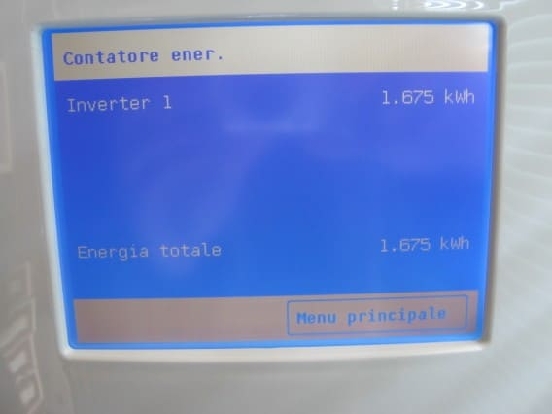 Contatore ener.
Inverter 1 1.675 kWh
Energia totale 1.675 kWh
Menu principale